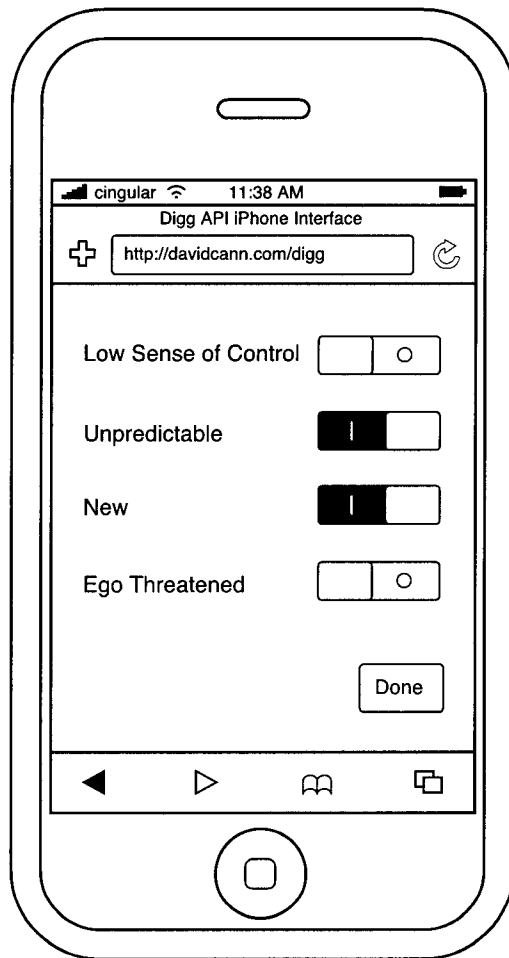 cingular 11:38 AM
Digg API iPhone Interface
http://davidcann.com/digg
Low Sense of Control
Unpredictable
New
Ego Threatened
Done